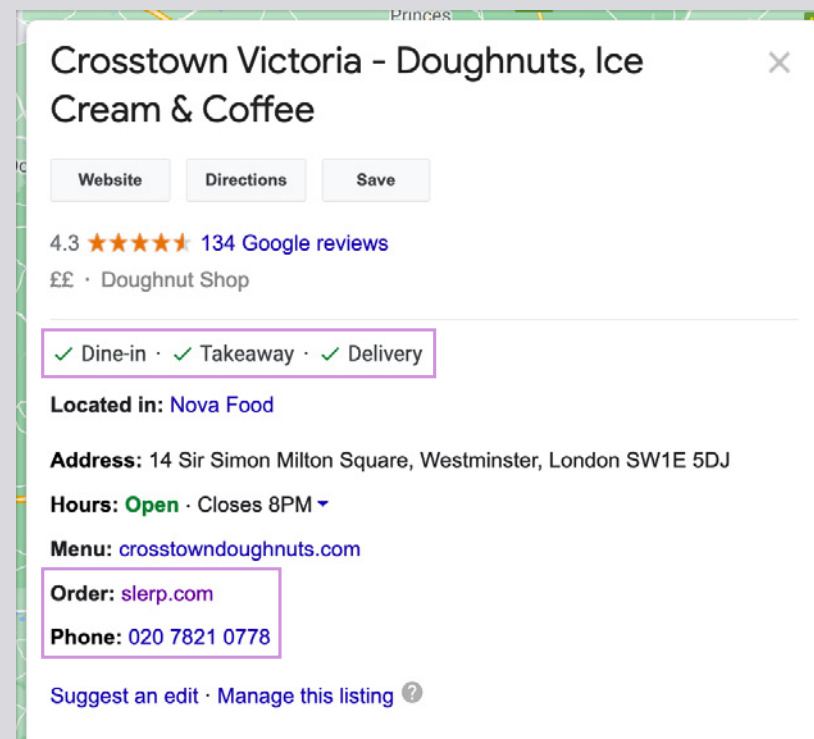 Princes
Crosstown Victoria - Doughnuts, Ice
Cream & Coffee
Website Directions Save
4.3 134 Google reviews
££ · Doughnut Shop
Dine-in · Takeaway · Delivery
Located in: Nova Food
Address: 14 Sir Simon Milton Square, Westminster, London SW1E 5DJ
Hours: Open · Closes 8PM
Menu: crosstowndoughnuts.com
Order: slerp.com
Phone: 020 7821 0778
Suggest an edit · Manage this listing ?